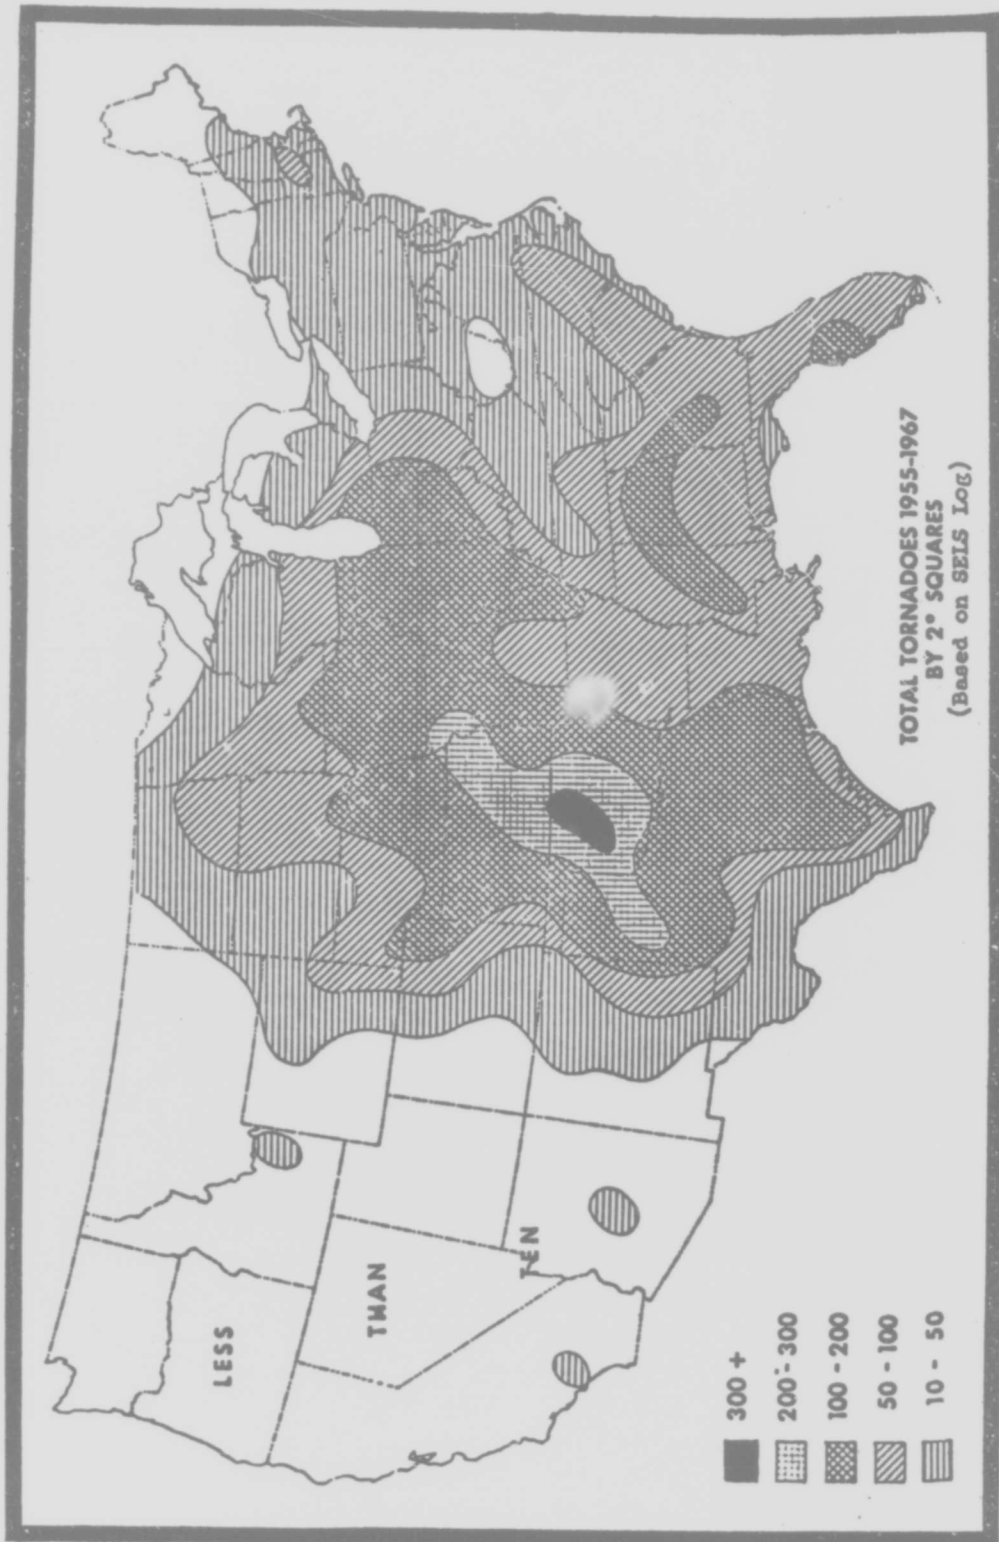 LESS
THAN
TEN
TOTAL TORNADOES 1955-1967
BY 2° SQUARES
(Based on SELS Log)
300 +
200 - 300
100 - 200
50 - 100
10 - 50